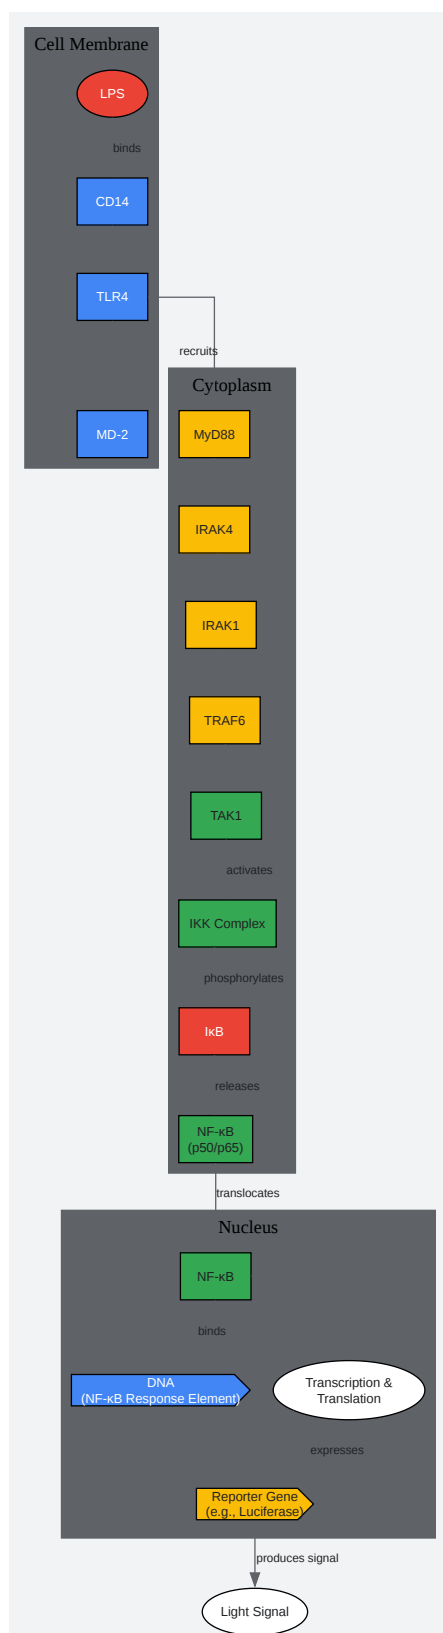 Cell Membrane
LPS
binds
CD14
TLR4
recruits
Cytoplasm
MyD88
MD-2
IRAK4
IRAK1
TRAF6
TAK1
activates
IKK Complex
phosphorylates
IκB
releases
NF-κB
(p50/p65)
translocates
Nucleus
NF-κB
binds
DNA
(NF-κB Response Element)
Transcription &
Translation
expresses
Reporter Gene
(e.g., Luciferase)
produces signal
Light Signal